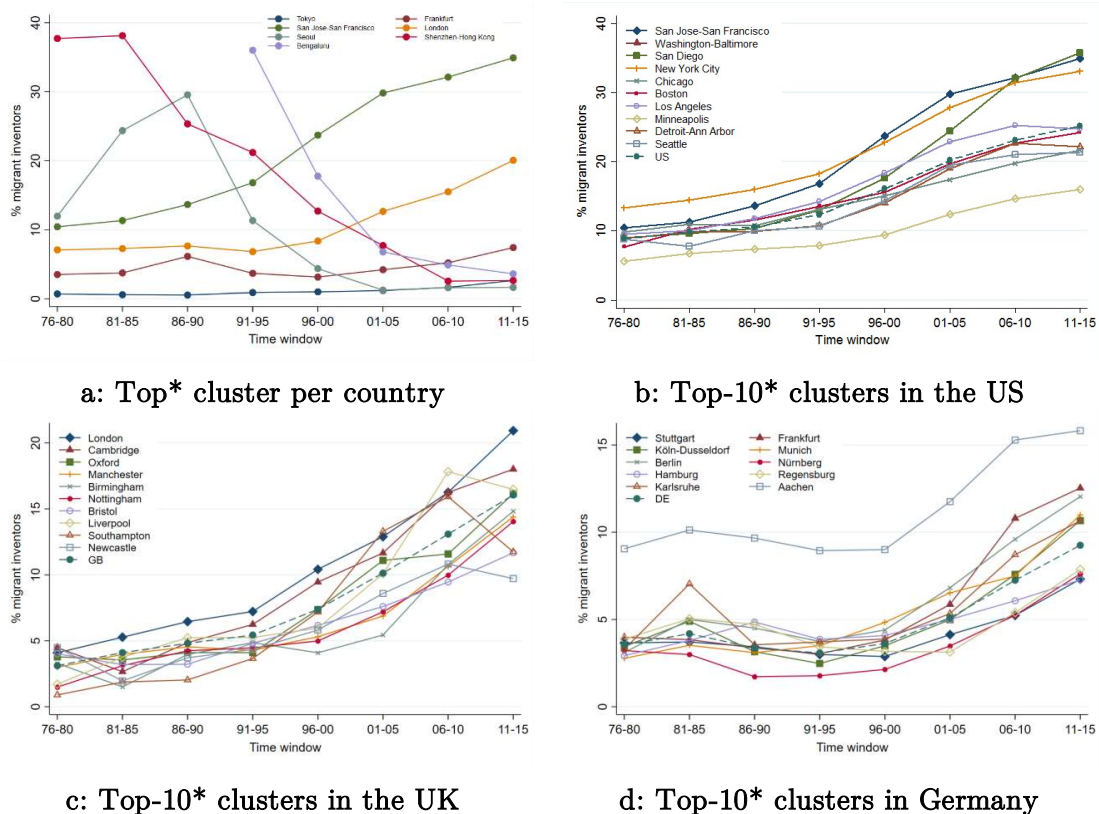 40
30
20
10
0
% migrant inventors
Tokyo
San Jose-San Francisco
Seoul
Bengaluru
Frankfurt
London
Shenzhen-Hong Kong
76-80 81-85 86-90 91-95 96-00 01-05 06-10 11-15
Time window
a: Top* cluster per country
40
30
20
10
0
% migrant inventors
San Jose-San Francisco
Washington-Baltimore
San Diego
New York City
Chicago
Boston
Los Angeles
Minneapolis
Detroit-Ann Arbor
Seattle
US
76-80 81-85 86-90 91-95 96-00 01-05 06-10 11-15
Time window
b: Top-10* clusters in the US
20
15
10
5
0
% migrant inventors
London
Cambridge
Oxford
Manchester
Birmingham
Nottingham
Bristol
Liverpool
Southampton
Newcastle
GB
76-80 81-85 86-90 91-95 96-00 01-05 06-10 11-15
Time window
c: Top-10* clusters in the UK
15
10
5
0
% migrant inventors
Stuttgart
Köln-Dusseldorf
Berlin
Hamburg
Karlsruhe
DE
Frankfurt
Munich
Nürnberg
Regensburg
Aachen
76-80 81-85 86-90 91-95 96-00 01-05 06-10 11-15
Time window
d: Top-10* clusters in Germany